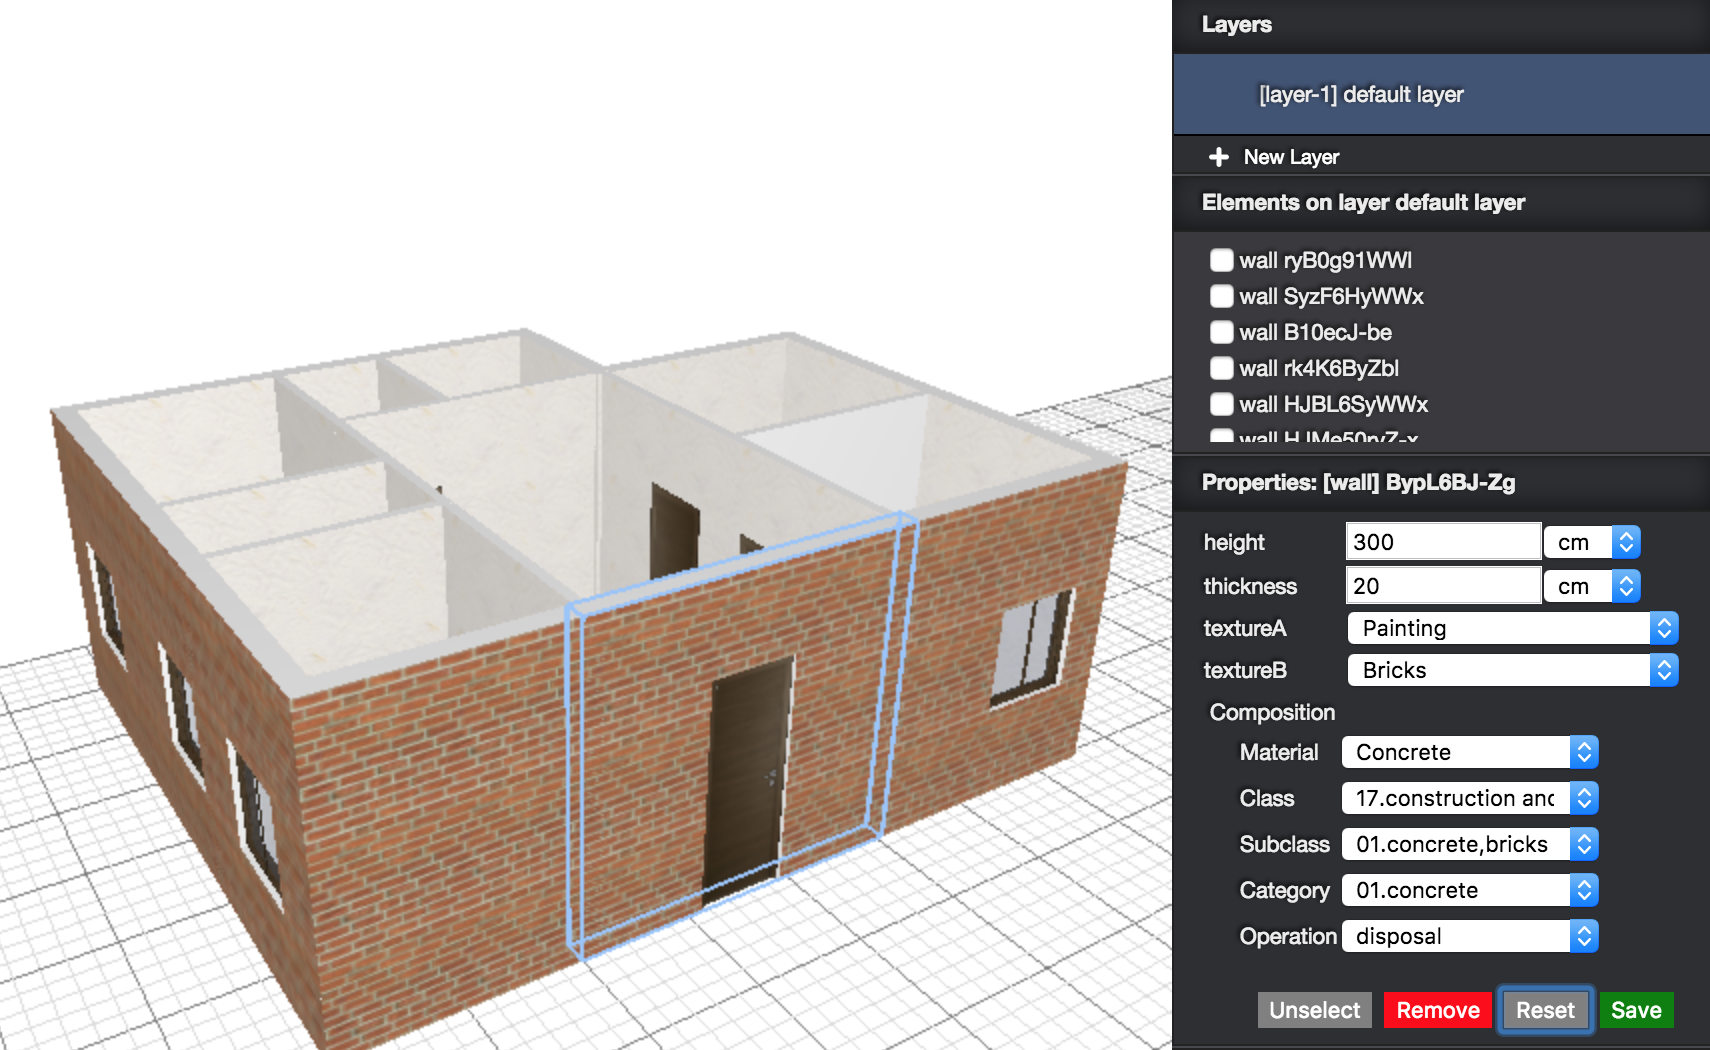 Layers
[layer-1] default layer
New Layer
Elements on layer default layer
wall ryB0g91WWl
wall SyzF6HyWWx
wall B10ecJ-be
wall rk4K6ByZbl
wall HJBL6SyWWx
wall
Properties: [wall] BypL6BJ-Zg
height 300 cm
thickness 20 cm
textureA Painting
textureB Bricks
Composition
Material Concrete
Class 17.construction and
Subclass 01.concrete,bricks
Category 01.concrete
Operation disposal
Unselect Remove Reset Save